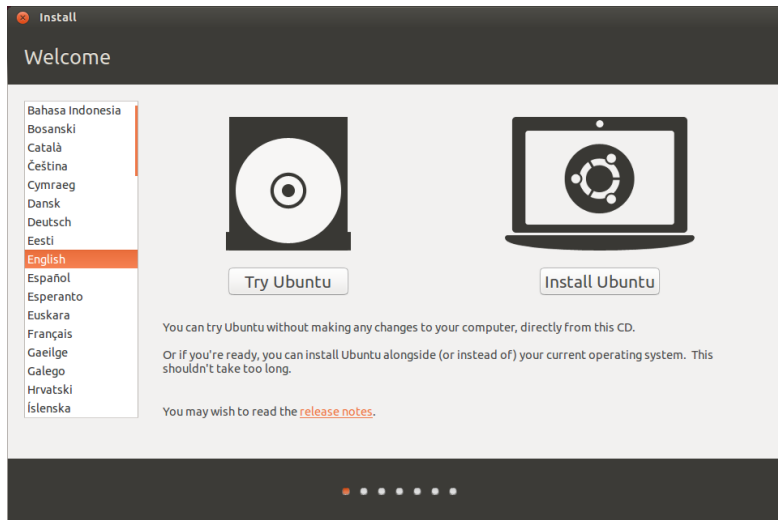 Install
Welcome
Bahasa Indonesia
Bosanski
Català
Čeština
Cymraeg
Dansk
Deutsch
Eesti
English
Español
Esperanto
Euskara
Français
Gaeilge
Galego
Hrvatski
Íslenska
Try Ubuntu
Install Ubuntu
You can try Ubuntu without making any changes to your computer, directly from this CD.
Or if you're ready, you can install Ubuntu alongside (or instead of) your current operating system. This
shouldn't take too long.
You may wish to read the release notes.